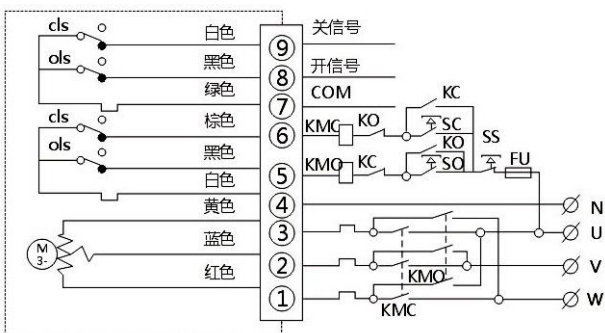 cls
白色
⑨
关信号
ols
黑色
⑧
开信号
绿色
⑦
COM
KC
cls
棕色
⑥
KMC
KO
SC
SS
ols
黑色
⑤
KMO
KC
KO
SO
FU
白色
④
N
黄色
③
U
M
3-
蓝色
②
KMO
V
红色
①
KMC
W